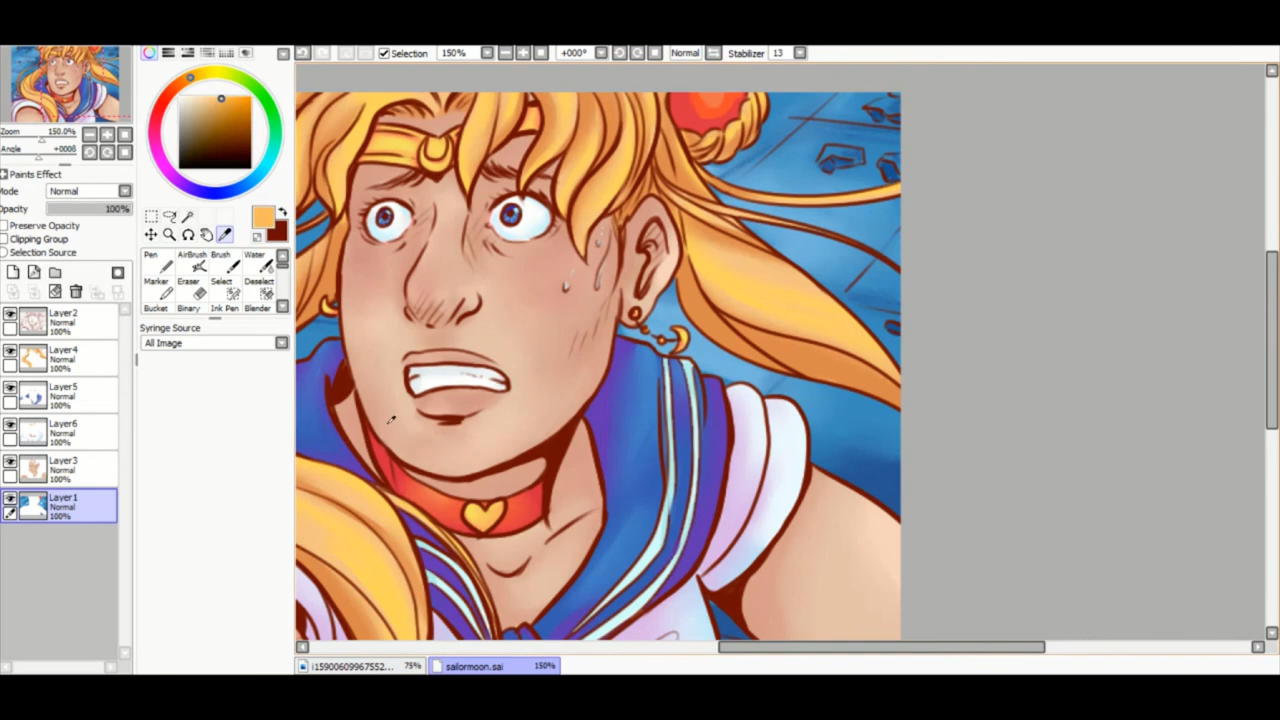 Selection 150% +000° Normal Stabilizer 13
Zoom 150.0%
Angle +000θ
Paints Effect
Mode Normal
Opacity 100%
Preserve Opacity
Clipping Group
Selection Source
Layer2
Normal
100%
Layer4
Normal
100%
Layer5
Normal
100%
Layer6
Normal
100%
Layer3
Normal
100%
Layer1
Normal
100%
Pen AirBrush Brush Water
Marker Eraser Select Deselect
Bucket Binary Ink Pen Blender
Syringe Source
All Image
i15900609967552... 75% sailormoon.sai 150%